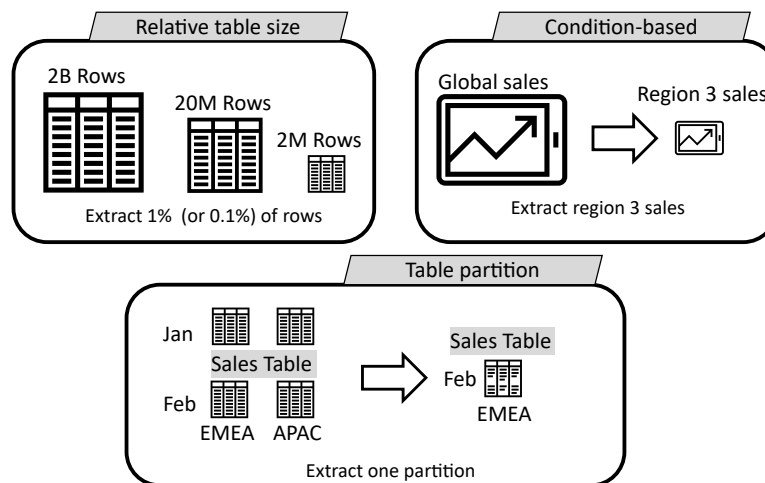 Relative table size
2B Rows
20M Rows
2M Rows
Extract 1% (or 0.1%) of rows
Condition-based
Global sales
Region 3 sales
Extract region 3 sales
Table partition
Jan
Sales Table
Feb
EMEA APAC
Sales Table
Feb
EMEA
Extract one partition